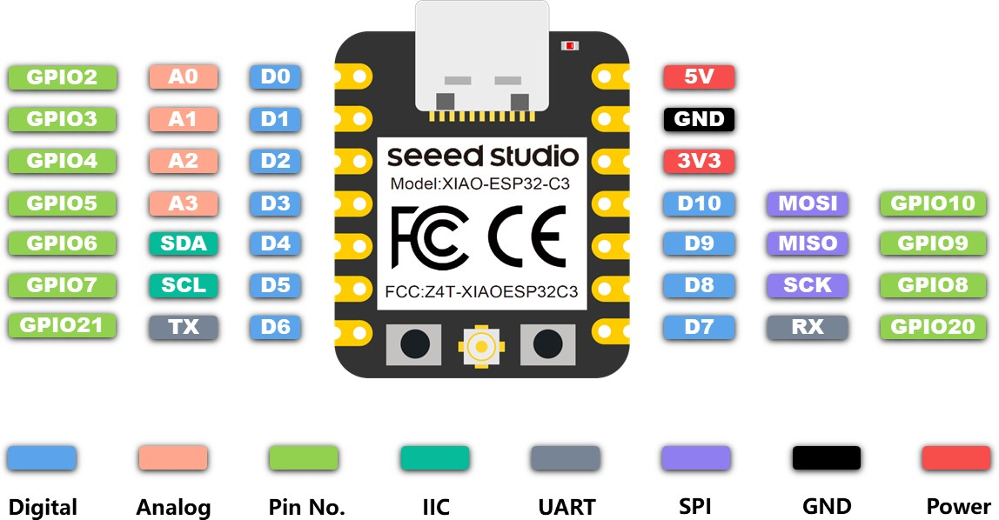 GPIO2 A0 D0 5V
GPIO3 A1 D1 GND
GPIO4 A2 D2 3V3
GPIO5 A3 D3 D10 MOSI GPIO10
GPIO6 SDA D4 D9 MISO GPIO9
GPIO7 SCL D5 D8 SCK GPIO8
GPIO21 TX D6 D7 RX GPIO20
seeed studio
Model:XIAO-ESP32-C3
FC CE
FCC:Z4T-XIAOESP32C3
Digital Analog Pin No. IIC UART SPI GND Power